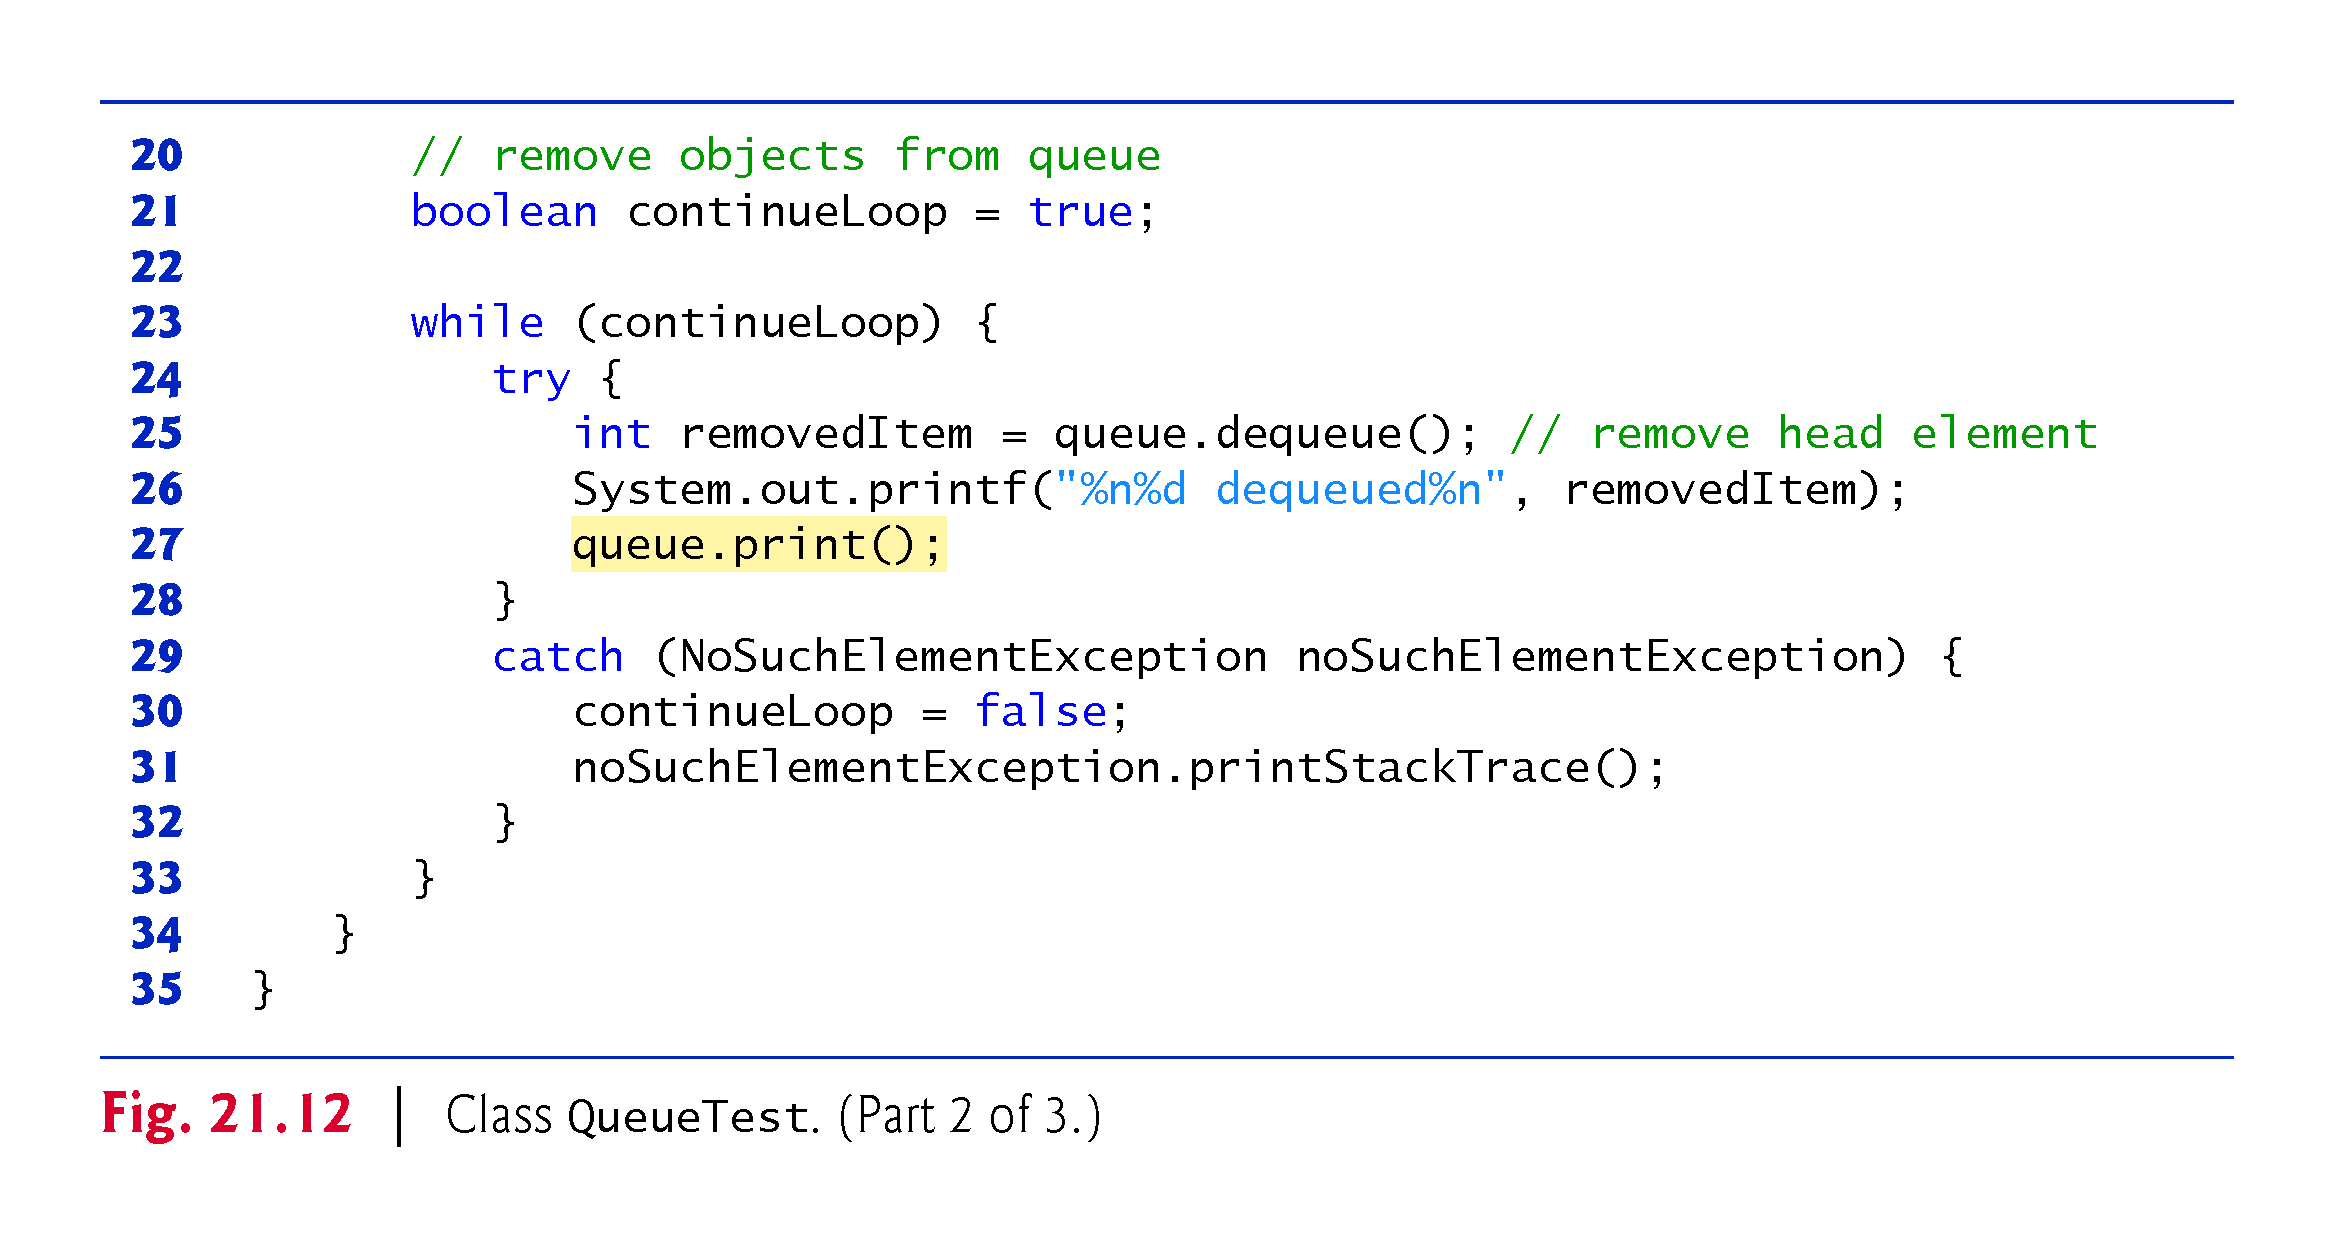 20 // remove objects from queue
21 boolean continueLoop = true;
22
23 while (continueLoop) {
24 try {
25 int removedItem = queue.dequeue(); // remove head element
26 System.out.printf("%n%d dequeued%n", removedItem);
27 queue.print();
28 }
29 catch (NoSuchElementException noSuchElementException) {
30 continueLoop = false;
31 noSuchElementException.printStackTrace();
32 }
33 }
34 }
35 }
Fig. 21.12 | Class QueueTest. (Part 2 of 3.)